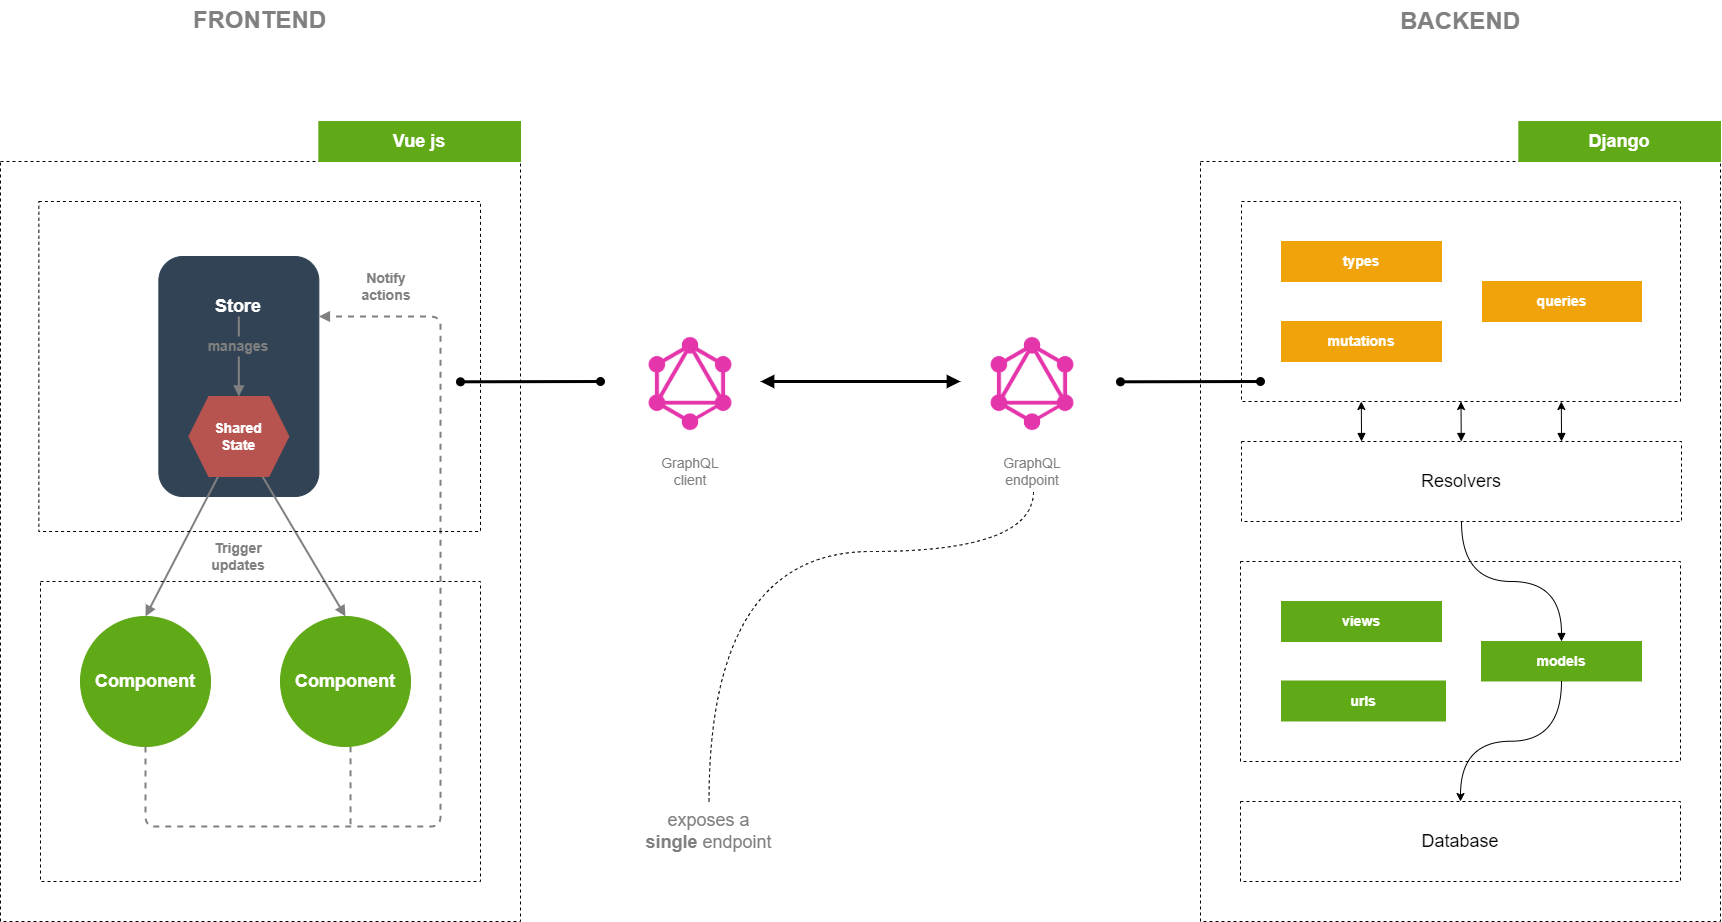 FRONTEND
BACKEND
Vue js
Django
Store
manages
Shared
State
Notify
actions
Trigger
updates
Component
Component
GraphQL
client
GraphQL
endpoint
exposes a
single endpoint
types
queries
mutations
Resolvers
views
models
urls
Database